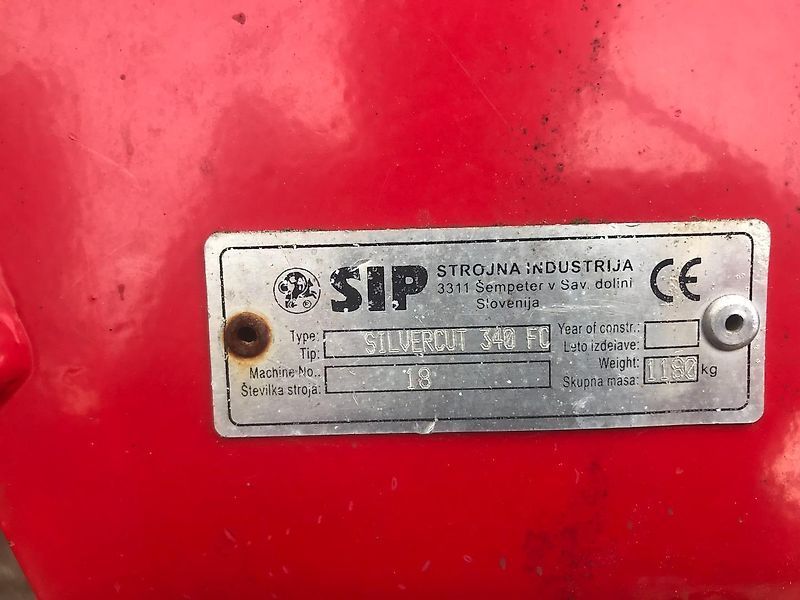 SIP STROJNA INDUSTRIJA CE
3311 Šempeter v Sav. dolini
Slovenija
Type: SILVERCUT 340 FC Year of constr.:
Tip: Leto izdelave:
Machine No.: 18 Weight: 1180 kg
Številka stroja: Skupna masa: